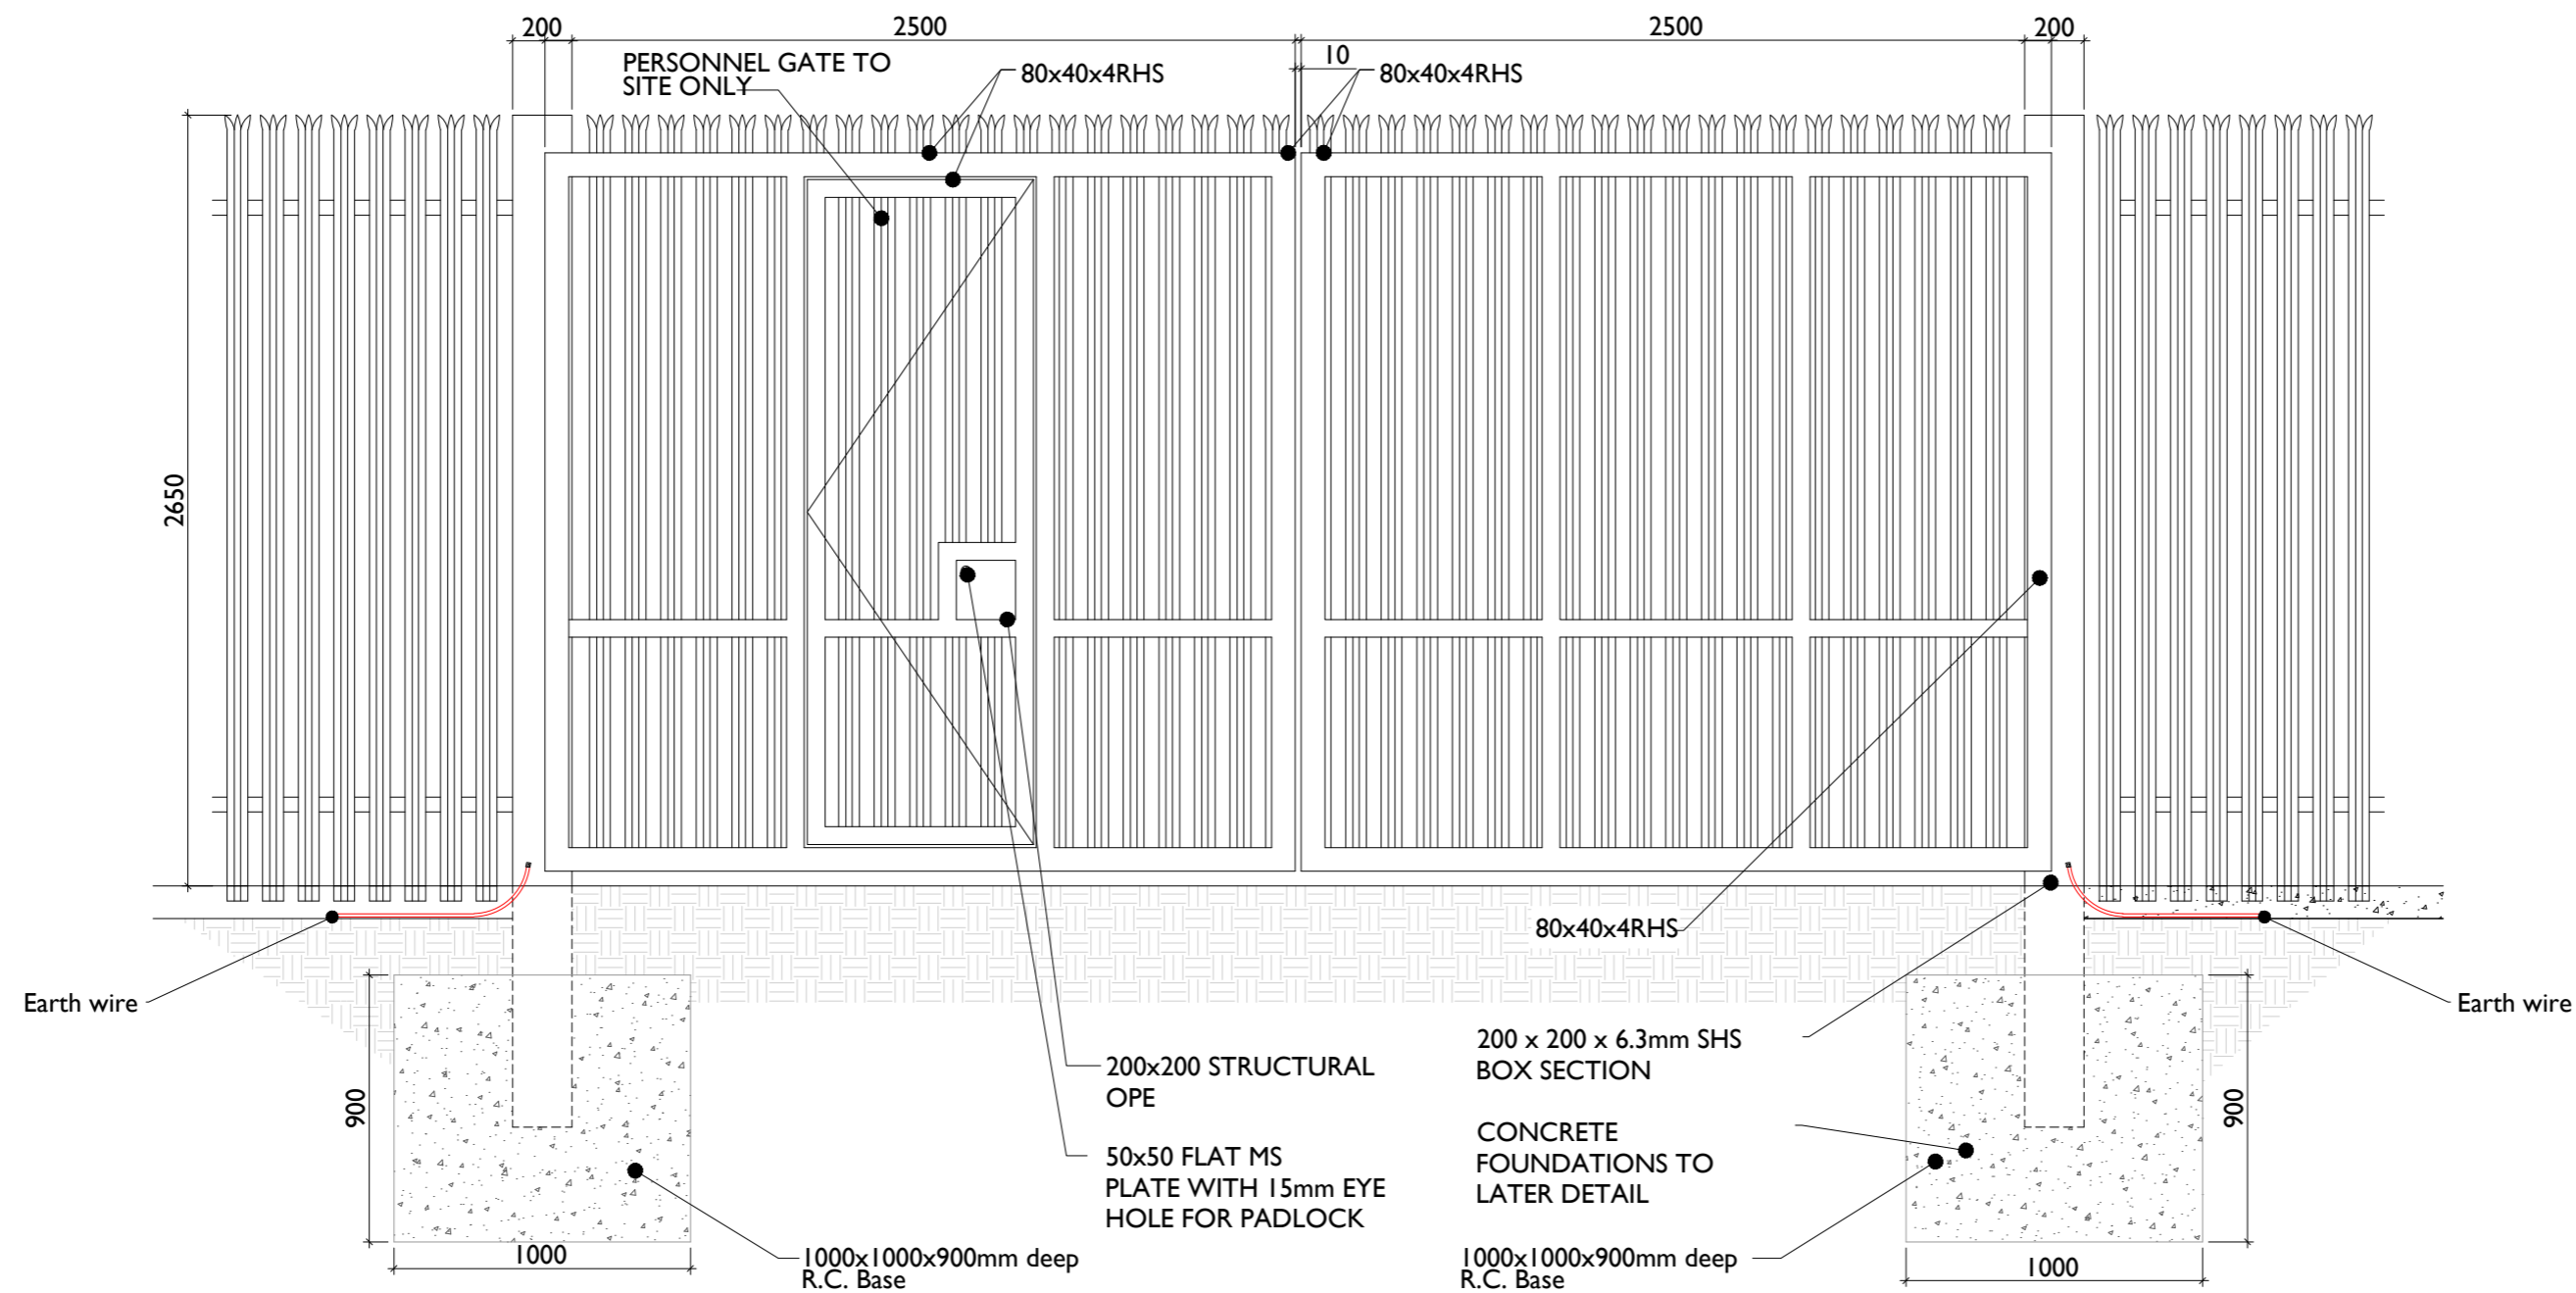 200
2500
2500
200
10
PERSONNEL GATE TO
SITE ONLY
80x40x4RHS
80x40x4RHS
2650
80x40x4RHS
Earth wire
Earth wire
200x200 STRUCTURAL
OPE
200 x 200 x 6.3mm SHS
BOX SECTION
900
900
50x50 FLAT MS
PLATE WITH 15mm EYE
HOLE FOR PADLOCK
CONCRETE
FOUNDATIONS TO
LATER DETAIL
1000
1000x1000x900mm deep
R.C. Base
1000x1000x900mm deep
R.C. Base
1000